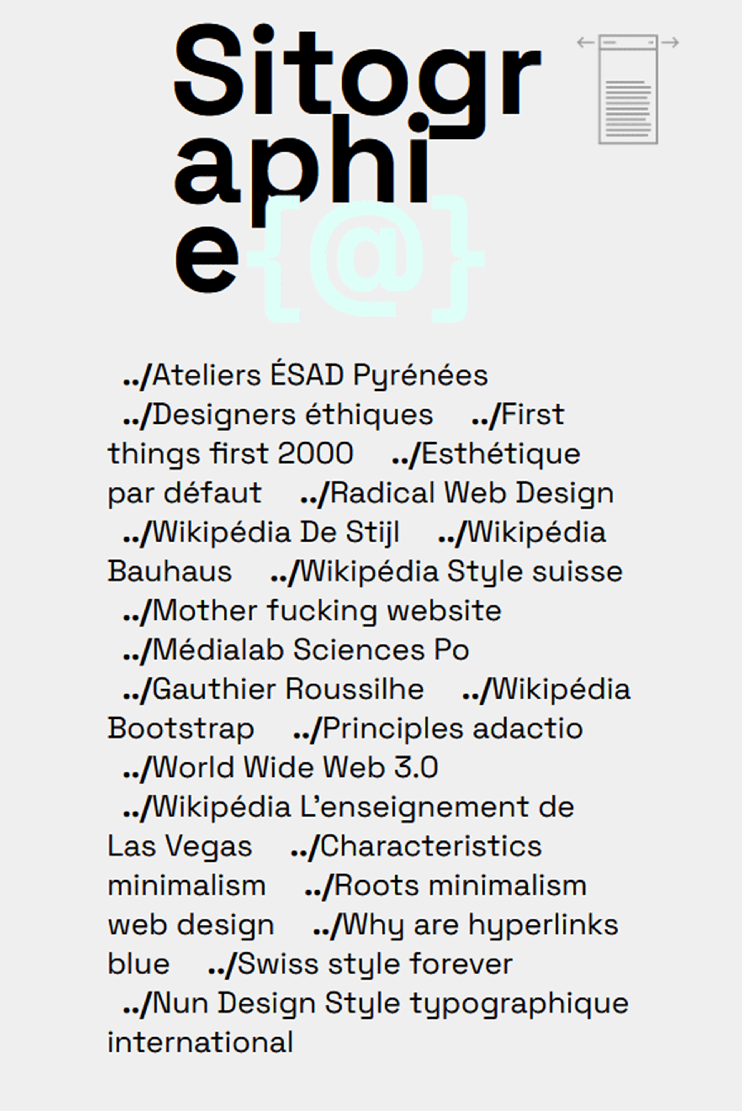 Sitogr
aphi
e{@}
../Ateliers ÉSAD Pyrénées
../Designers éthiques ../First
things first 2000 ../Esthétique
par défaut ../Radical Web Design
../Wikipédia De Stijl ../Wikipédia
Bauhaus ../Wikipédia Style suisse
../Mother fucking website
../Médialab Sciences Po
../Gauthier Roussilhe ../Wikipédia
Bootstrap ../Principles adactio
../World Wide Web 3.0
../Wikipédia L’enseignement de
Las Vegas ../Characteristics
minimalism ../Roots minimalism
web design ../Why are hyperlinks
blue ../Swiss style forever
../Nun Design Style typographique
international